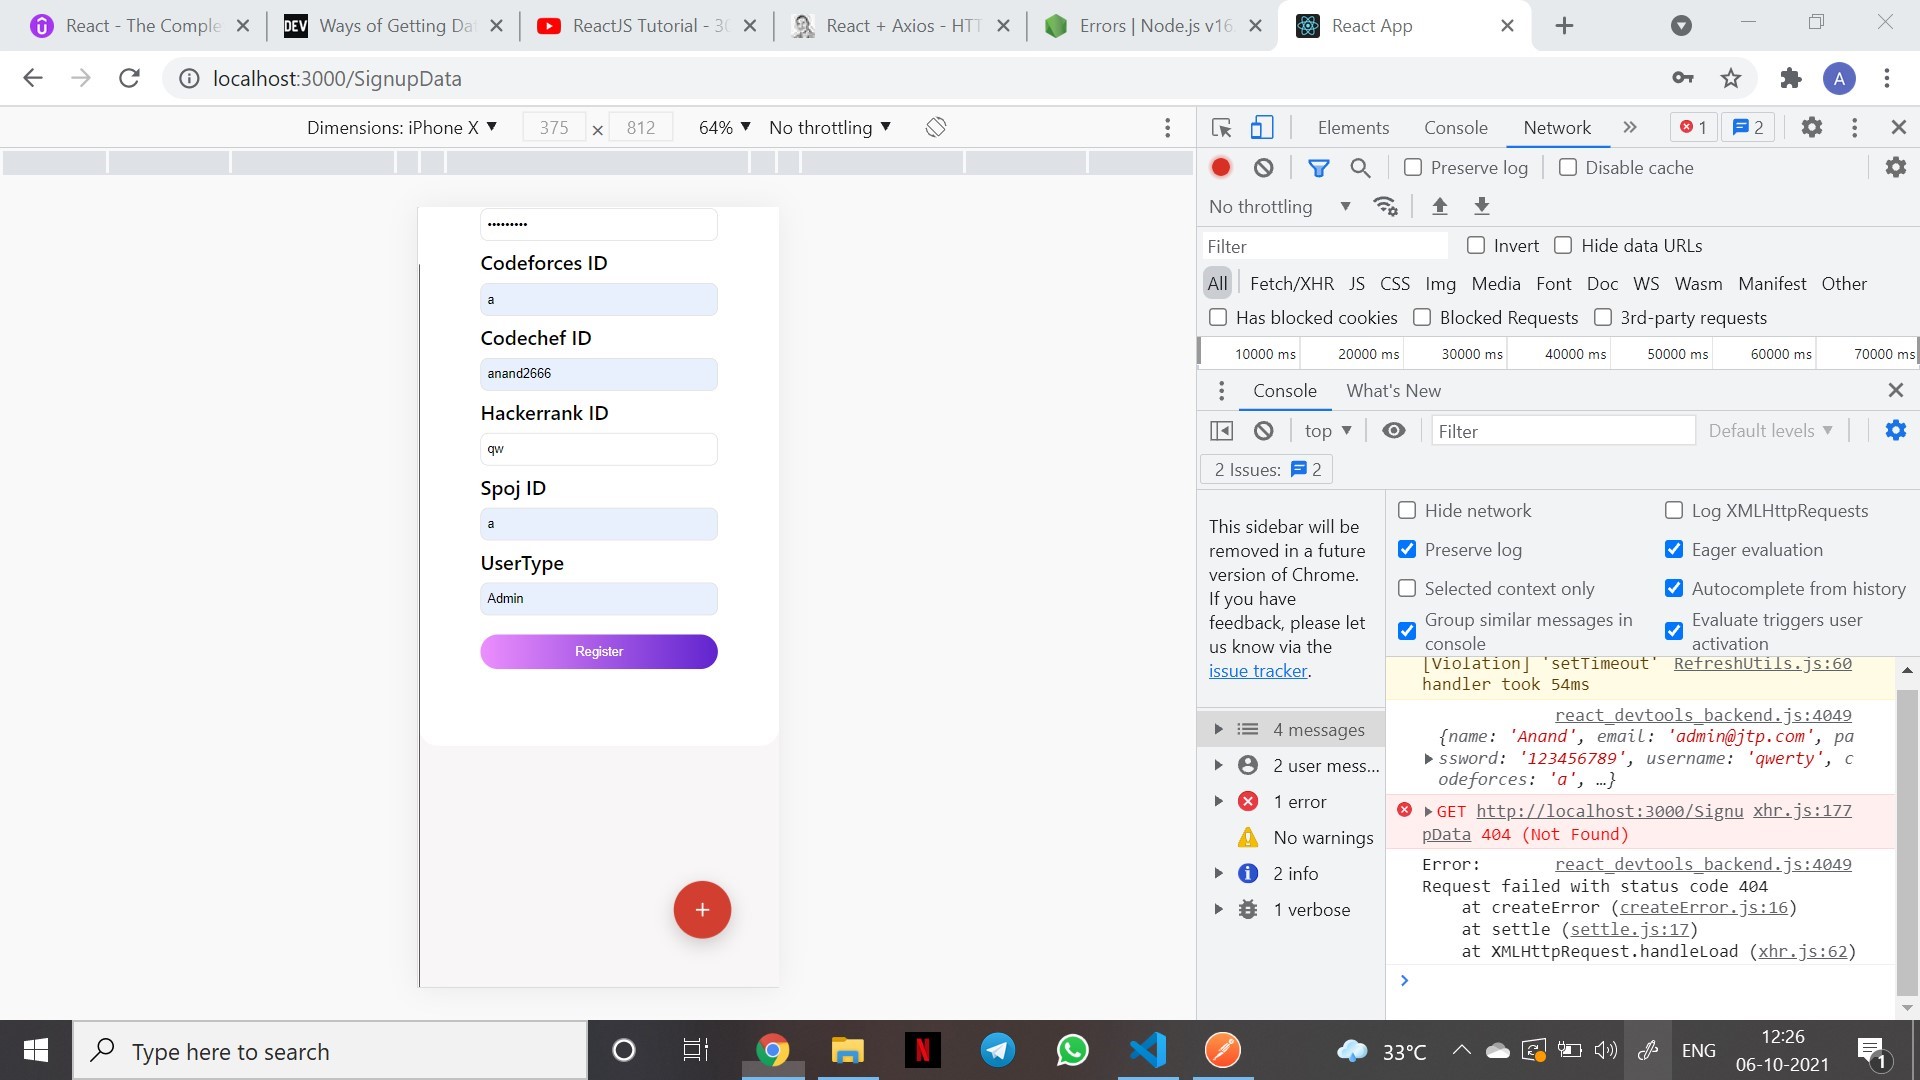 React - The Comple
Ways of Getting Da
ReactJS Tutorial - 3
React + Axios - HT
Errors | Node.js v16.
React App
localhost:3000/SignupData
A
Dimensions: iPhone X
375 × 812
64%
No throttling
Elements
Console
Network
1
2
Preserve log
Disable cache
No throttling
Filter
Invert
Hide data URLs
All
Fetch/XHR JS CSS Img Media Font Doc WS Wasm Manifest Other
Has blocked cookies
Blocked Requests
3rd-party requests
10000 ms
20000 ms
30000 ms
40000 ms
50000 ms
60000 ms
70000 ms
Console
What's New
top
Filter
Default levels
2 Issues: 2
This sidebar will be
removed in a future
version of Chrome.
If you have
feedback, please let
us know via the
issue tracker.
4 messages
2 user mess...
1 error
No warnings
2 info
1 verbose
Hide network
Log XMLHttpRequests
Preserve log
Eager evaluation
Selected context only
Autocomplete from history
Group similar messages in
console
Evaluate triggers user
activation
[Violation] 'setTimeout' RefreshUtils.js:60
handler took 54ms
react_devtools_backend.js:4049
{name: 'Anand', email: 'admin@jtp.com', pa
ssword: '123456789', username: 'qwerty', c
odeforces: 'a', …}
GET http://localhost:3000/Signu xhr.js:177
pData 404 (Not Found)
Error: react_devtools_backend.js:4049
Request failed with status code 404
at createError (createError.js:16)
at settle (settle.js:17)
at XMLHttpRequest.handleLoad (xhr.js:62)
•••••••••
Codeforces ID
a
Codechef ID
anand2666
Hackerrank ID
qw
Spoj ID
a
UserType
Admin
Register
+
Type here to search
33°C
ENG
12:26
06-10-2021
1
DEV
N